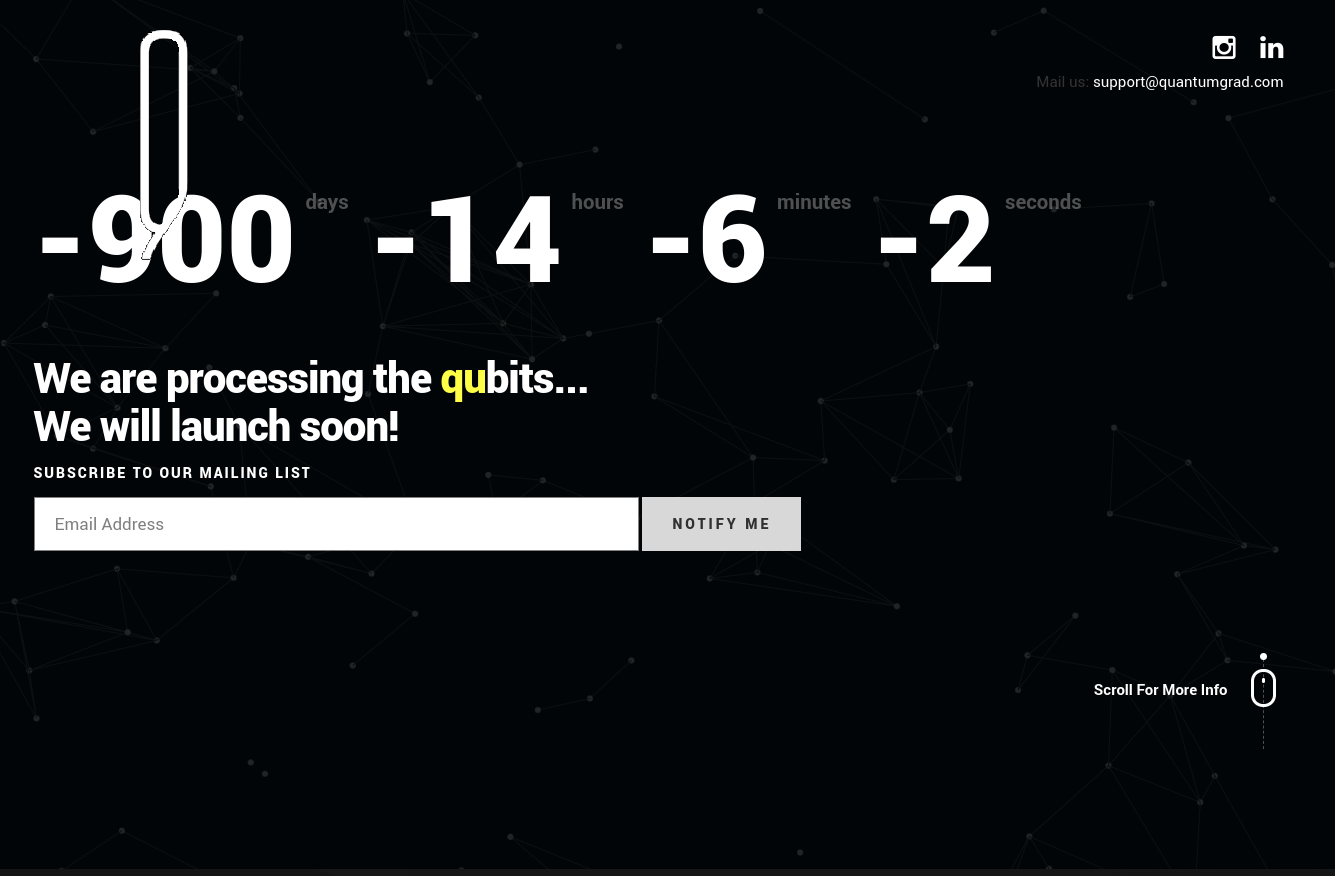 Mail us: support@quantumgrad.com
-900 days -14 hours -6 minutes -2 seconds
We are processing the qubits...
We will launch soon!
SUBSCRIBE TO OUR MAILING LIST
Email Address NOTIFY ME
Scroll For More Info